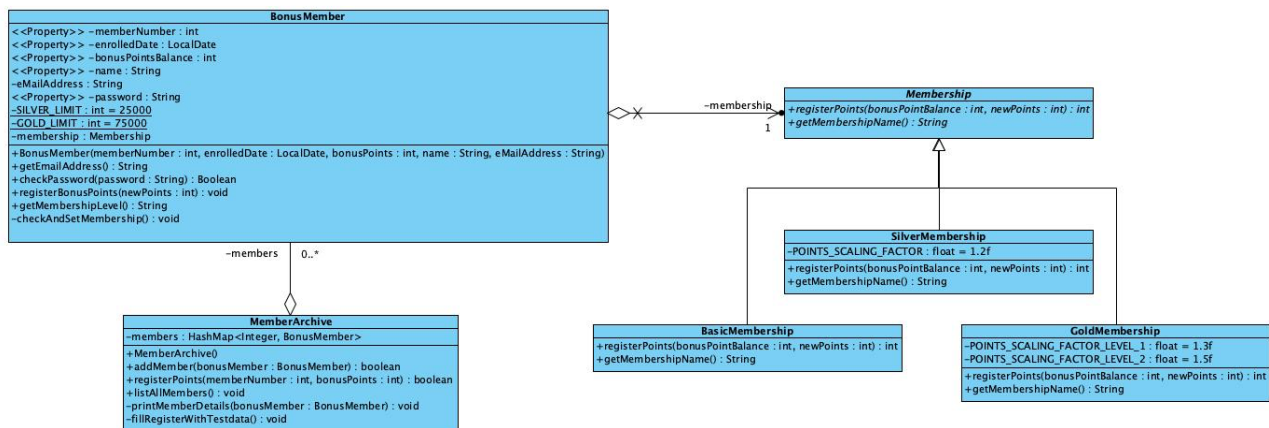 BonusMember
<<Property>> -memberNumber : int
<<Property>> -enrolledDate : LocalDate
<<Property>> -bonusPointsBalance : int
<<Property>> -name : String
-eMailAddress : String
<<Property>> -password : String
-SILVER_LIMIT : int = 25000
-GOLD_LIMIT : int = 75000
-membership : Membership
+BonusMember(memberNumber : int, enrolledDate : LocalDate, bonusPoints : int, name : String, eMailAddress : String)
+getEmailAddress() : String
+checkPassword(password : String) : Boolean
+registerBonusPoints(newPoints : int) : void
+getMembershipLevel() : String
-checkAndSetMembership() : void
-membership
1
Membership
+registerPoints(bonusPointBalance : int, newPoints : int) : int
+getMembershipName() : String
-members
0..*
SilverMembership
-POINTS_SCALING_FACTOR : float = 1.2f
+registerPoints(bonusPointBalance : int, newPoints : int) : int
+getMembershipName() : String
MemberArchive
-members : HashMap<Integer, BonusMember>
+MemberArchive()
+addMember(bonusMember : BonusMember) : boolean
+registerPoints(memberNumber : int, bonusPoints : int) : boolean
+listAllMembers() : void
-printMemberDetails(bonusMember : BonusMember) : void
-fillRegisterWithTestdata() : void
BasicMembership
+registerPoints(bonusPointBalance : int, newPoints : int) : int
+getMembershipName() : String
GoldMembership
-POINTS_SCALING_FACTOR_LEVEL_1 : float = 1.3f
-POINTS_SCALING_FACTOR_LEVEL_2 : float = 1.5f
+registerPoints(bonusPointBalance : int, newPoints : int) : int
+getMembershipName() : String